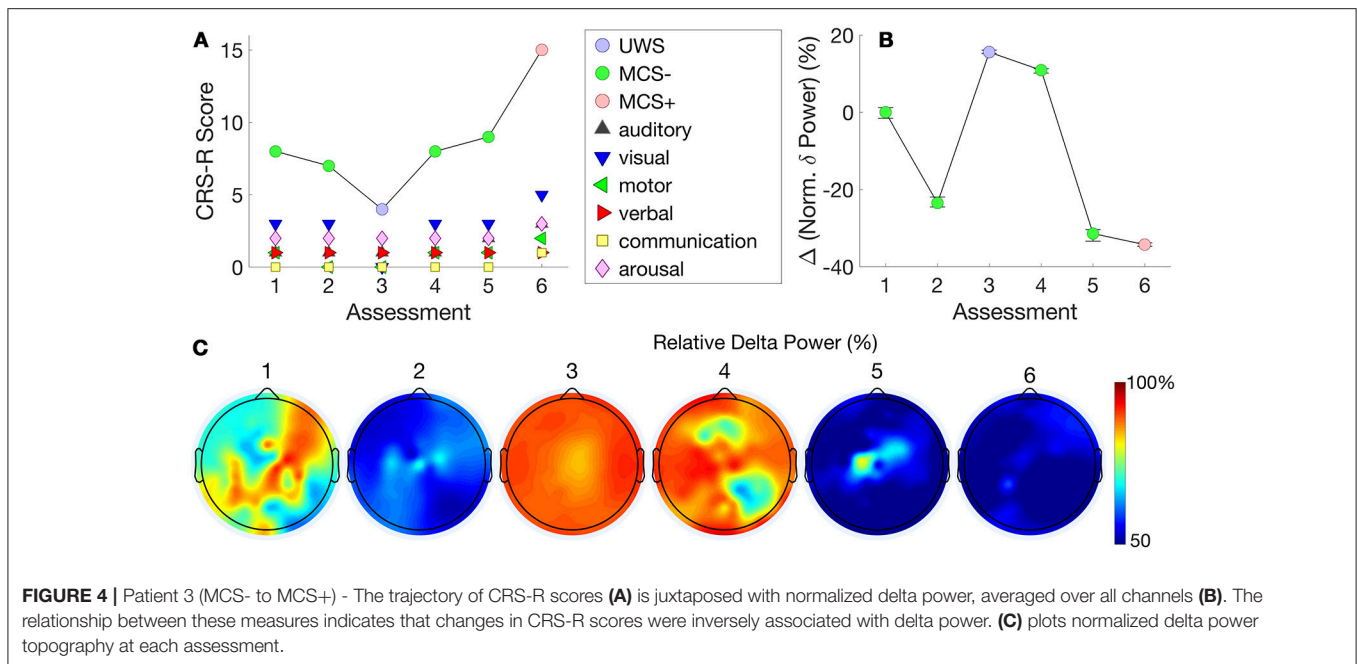 A
15
10
5
0
CRS-R Score
1 2 3 4 5 6
Assessment
UWS
MCS-
MCS+
auditory
visual
motor
verbal
communication
arousal
B
20
0
-20
-40
Δ (Norm. δ Power) (%)
1 2 3 4 5 6
Assessment
C
Relative Delta Power (%)
1 2 3 4 5 6
100%
50
FIGURE 4 | Patient 3 (MCS- to MCS+) - The trajectory of CRS-R scores (A) is juxtaposed with normalized delta power, averaged over all channels (B). The
relationship between these measures indicates that changes in CRS-R scores were inversely associated with delta power. (C) plots normalized delta power
topography at each assessment.